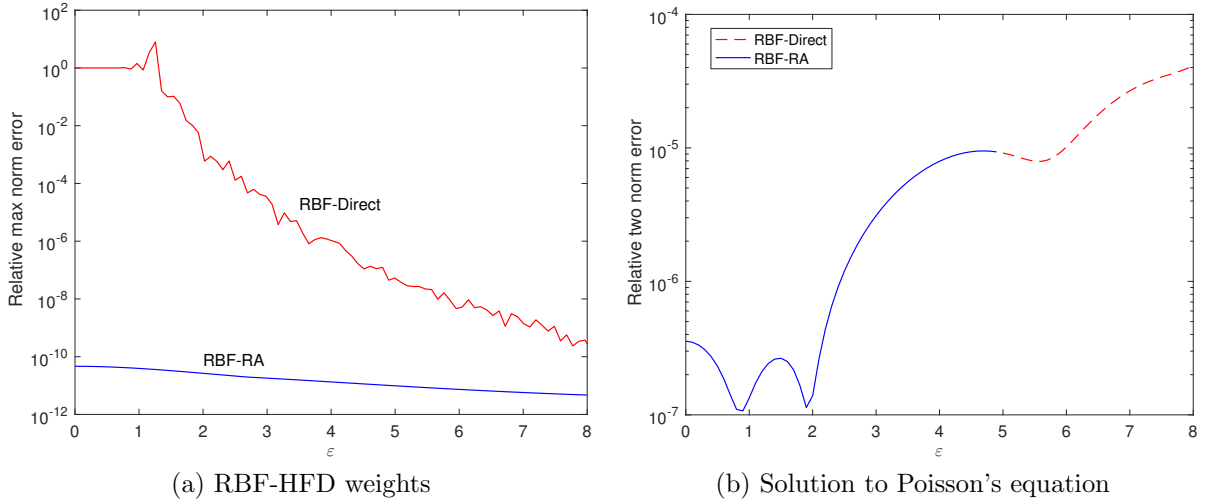 10^2
10^0
10^-2
10^-4
10^-6
10^-8
10^-10
10^-12
Relative max norm error
RBF-Direct
RBF-RA
0 1 2 3 4 5 6 7 8
ε
(a) RBF-HFD weights
10^-4
10^-5
10^-6
10^-7
Relative two norm error
RBF-Direct
RBF-RA
0 1 2 3 4 5 6 7 8
ε
(b) Solution to Poisson's equation